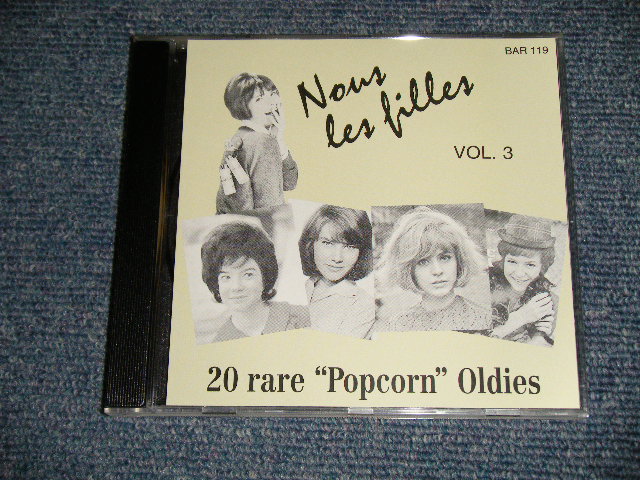 BAR 119
Nous
les filles
VOL. 3
20 rare “Popcorn” Oldies